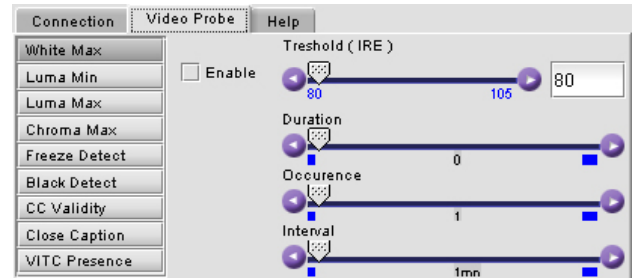 Connection Video Probe Help
White Max
Luma Min
Luma Max
Chroma Max
Freeze Detect
Black Detect
CC Validity
Close Caption
VITC Presence
Enable
Treshold ( IRE )
80 105 80
Duration
0
Occurence
1
Interval
1mn